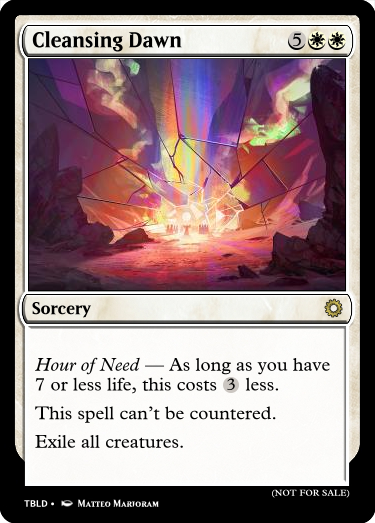 Cleansing Dawn 5
Sorcery
Hour of Need — As long as you have
7 or less life, this costs 3 less.
This spell can't be countered.
Exile all creatures.
(NOT FOR SALE)
TBLD • Matteo Marjoram